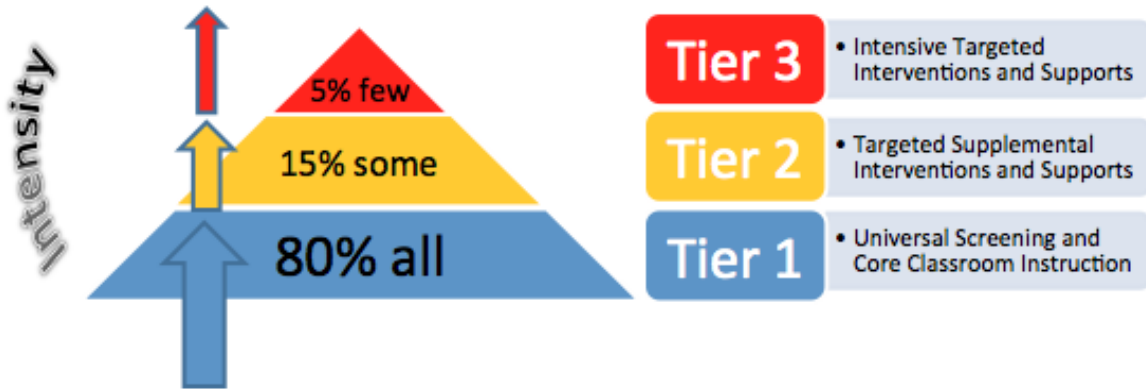 Intensity
5% few
15% some
80% all
Tier 3
• Intensive Targeted
Interventions and Supports
Tier 2
• Targeted Supplemental
Interventions and Supports
Tier 1
• Universal Screening and
Core Classroom Instruction